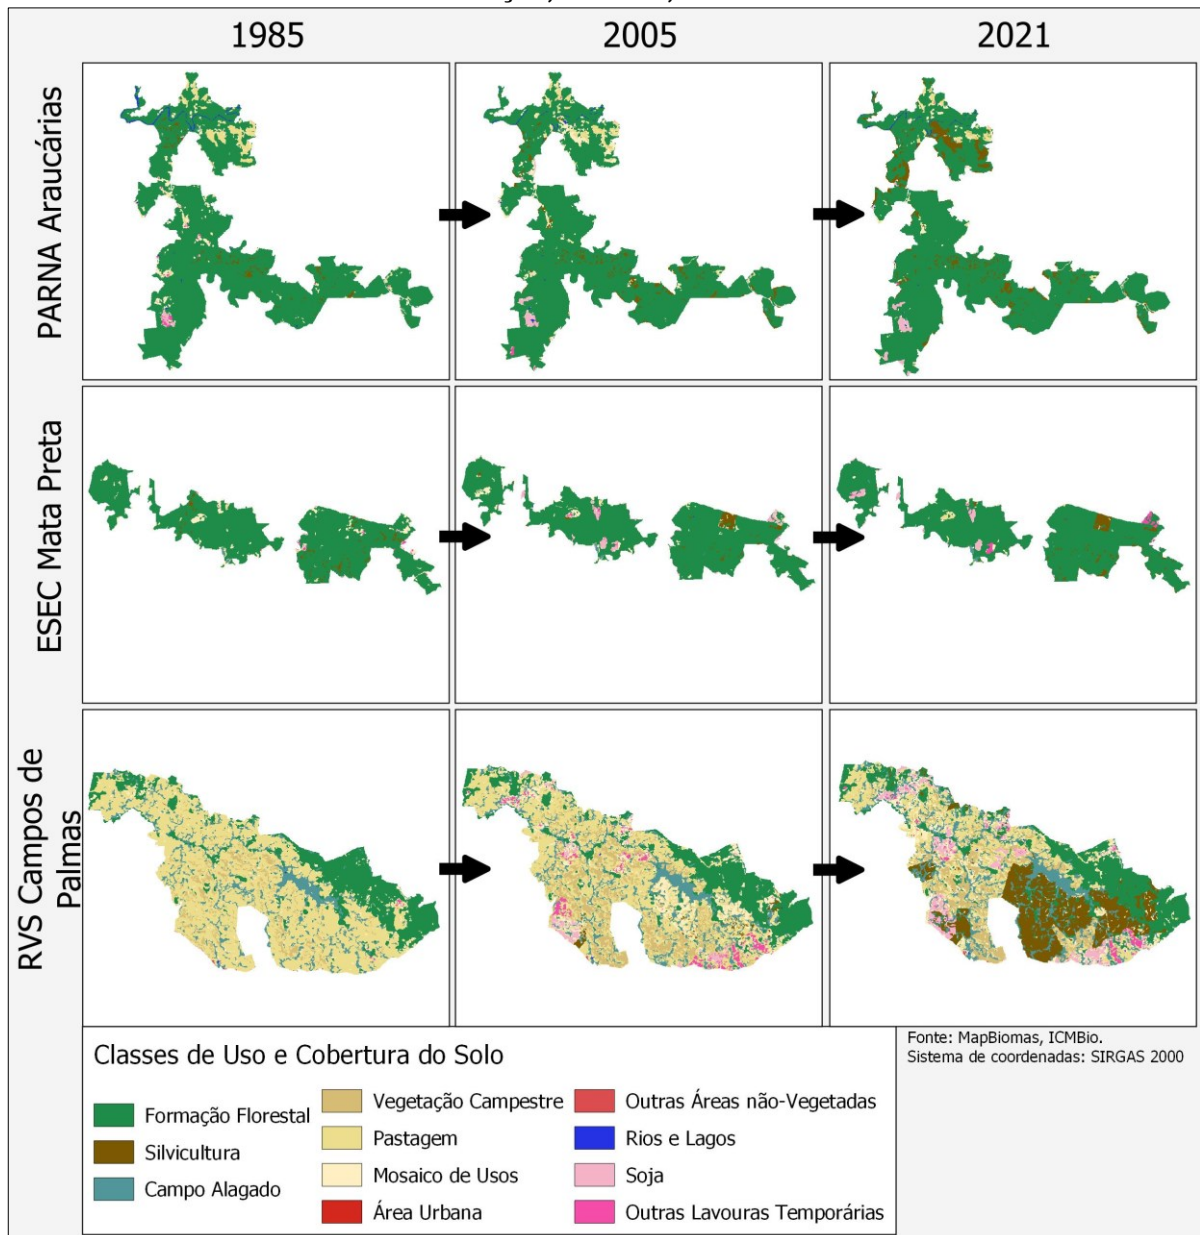 1985
2005
2021
PARNA Araucárias
ESEC Mata Preta
RVS Campos de
Palmas
Classes de Uso e Cobertura do Solo
Formação Florestal
Silvicultura
Campo Alagado
Vegetação Campestre
Pastagem
Mosaico de Usos
Área Urbana
Outras Áreas não-Vegetadas
Rios e Lagos
Soja
Outras Lavouras Temporárias
Fonte: MapBiomas, ICMBio.
Sistema de coordenadas: SIRGAS 2000